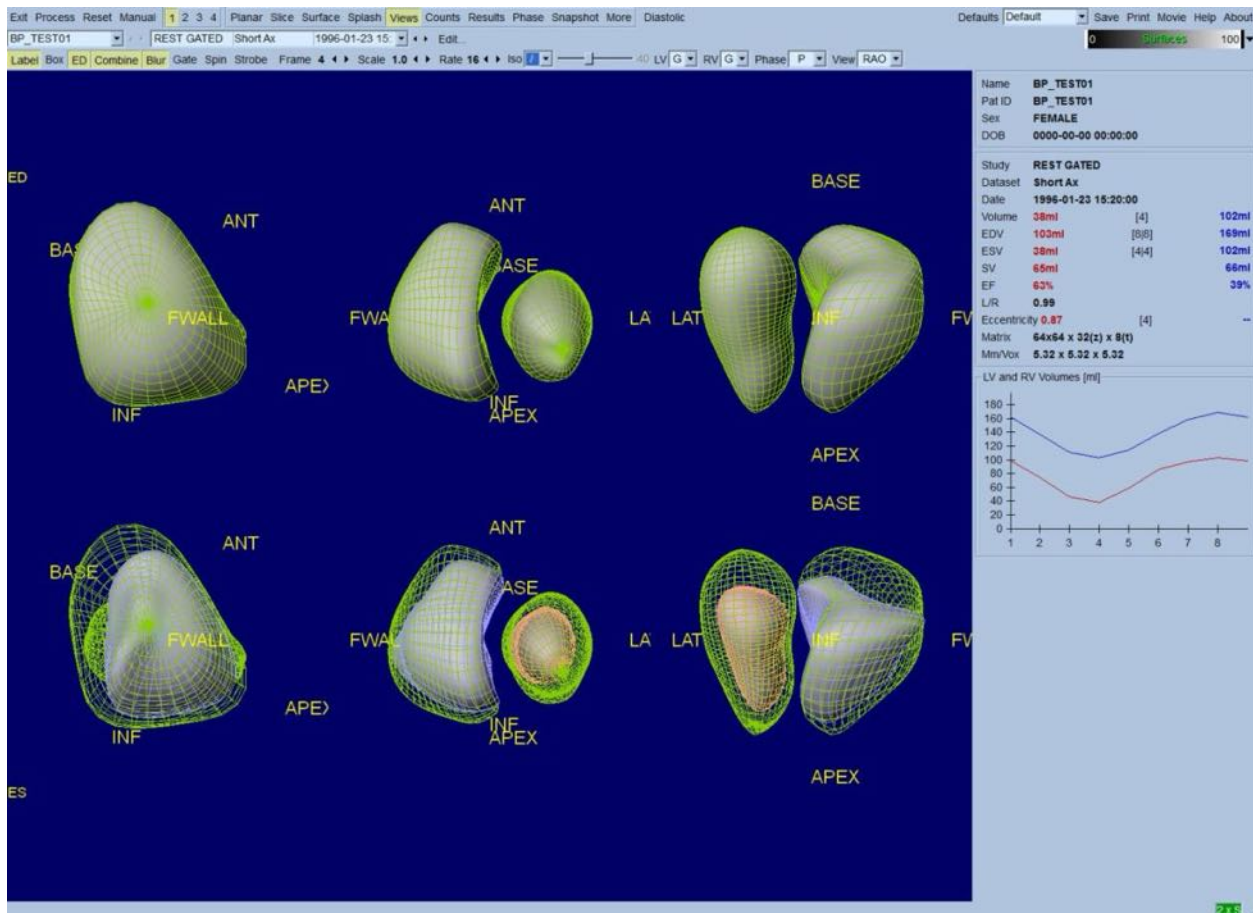 Exit Process Reset Manual 1 2 3 4 Planar Slice Surface Splash Views Counts Results Phase Snapshot More Diastolic Defaults Default Save Print Movie Help About
BP_TEST01 REST GATED Short Ax 1996-01-23 15: Edit... 0 Surfaces 100
Label Box ED Combine Blur Gate Spin Strobe Frame 4 Scale 1.0 Rate 16 Iso 40 LV G RV G Phase P View RAO
Name BP_TEST01
Pat ID BP_TEST01
Sex FEMALE
DOB 0000-00-00 00:00:00
Study REST GATED
Dataset Short Ax
Date 1996-01-23 15:20:00
Volume 38ml [4] 102ml
EDV 103ml [8|8] 169ml
ESV 38ml [4|4] 102ml
SV 65ml 66ml
EF 63% 39%
L/R 0.99
Eccentricity 0.87 [4] --
Matrix 64x64 x 32(z) x 8(t)
Mm/Vox 5.32 x 5.32 x 5.32
LV and RV Volumes [ml]
180
160
140
120
100
80
60
40
20
0
1 2 3 4 5 6 7 8
ED
BAS ANT FWALL APEX INF
ANT BASE FWA LA INF APEX
BASE LAT INF FW APEX
ANT BASE FWALL APEX INF
ANT BASE FWAL LA INF APEX
BASE LAT INF FW APEX
ES
2 x 5